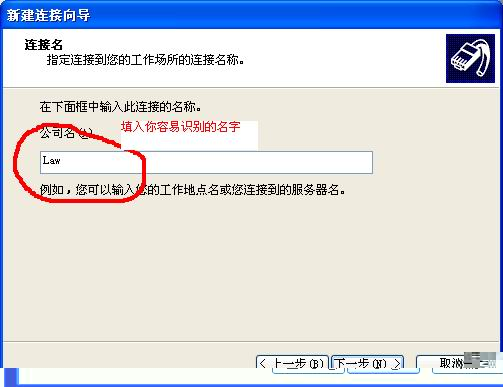 新建连接向导
连接名
指定连接到您的工作场所的连接名称。
在下面框中输入此连接的名称。
公司名(A) 填入你容易识别的名字
Law
例如，您可以输入您的工作地点名或您连接到的服务器名。
< 上一步(B) 下一步(N) > 取消